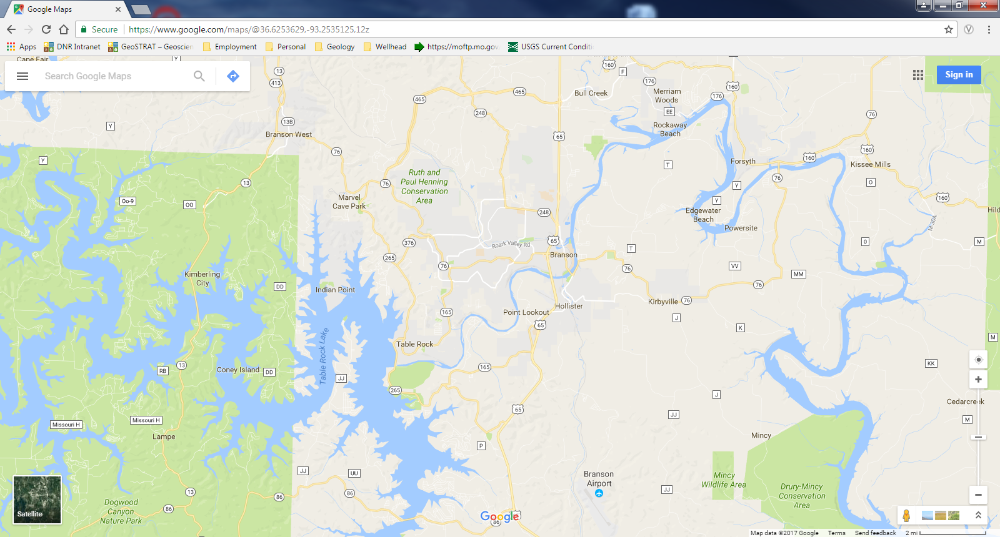 Google Maps
Secure
https://www.google.com/maps/@36.6253629,-93.2535125,12z
Apps
DNR Intranet
GeoSTRAT – Geoscien
Employment
Personal
Geology
Wellhead
https://moftp.mo.gov
USGS Current Conditi
Cape Fair
Y
13
160
F
Search Google Maps
Sign in
413
465
465
176
160
Bull Creek
Merriam
Woods
176
248
EE
76
13B
Y
Rockaway
Beach
Branson West
65
76
160
160
Y
T
Forsyth
Kissee Mills
Ruth and
Paul Henning
Conservation
Area
76
13
76
Y
O
Marvel
Cave Park
Oo-9
OO
Y
160
248
Edgewater
Beach
Hild
M-30A
Powersite
376
Roark Valley Rd
65
O
M
265
T
Branson
76
76
VV
Kimberling
City
MM
DD
Indian Point
76
Kirbyville
76
Point Lookout
Hollister
165
65
J
K
Table Rock Lake
Table Rock
M
RB
13
Coney Island
DD
JJ
165
KK
265
J
Cedarcreek
65
JJ
Missouri H
Missouri H
M
Lampe
Mincy
P
JJ
UU
Branson
Airport
Mincy
Wildlife Area
Drury-Mincy
Conservation
Area
JJ
13
86
86
Dogwood
Canyon
Nature Park
86
Satellite
Google
86
Map data ©2017 Google
Terms
Send feedback
2 mi